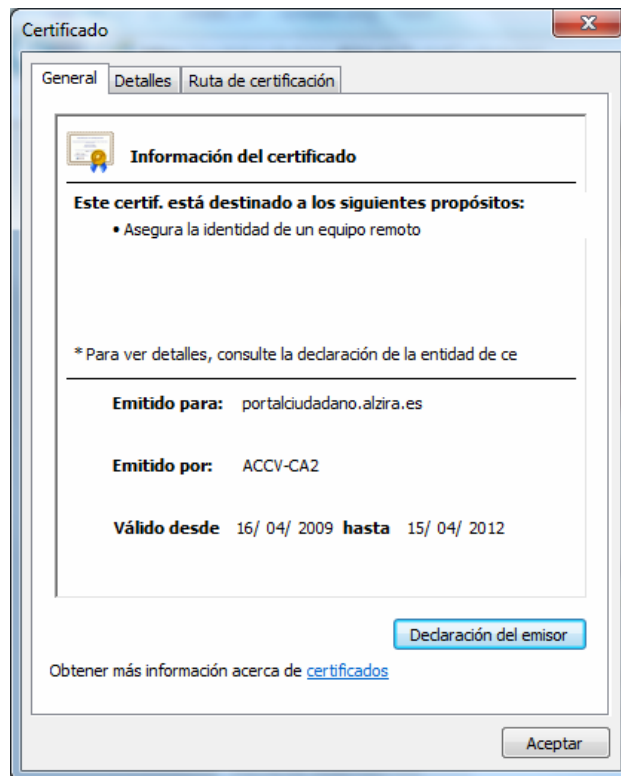 Certificado
General Detalles Ruta de certificación
Información del certificado
Este certif. está destinado a los siguientes propósitos:
• Asegura la identidad de un equipo remoto
* Para ver detalles, consulte la declaración de la entidad de ce
Emitido para: portalciudadano.alzira.es
Emitido por: ACCV-CA2
Válido desde 16/ 04/ 2009 hasta 15/ 04/ 2012
Declaración del emisor
Obtener más información acerca de certificados
Aceptar